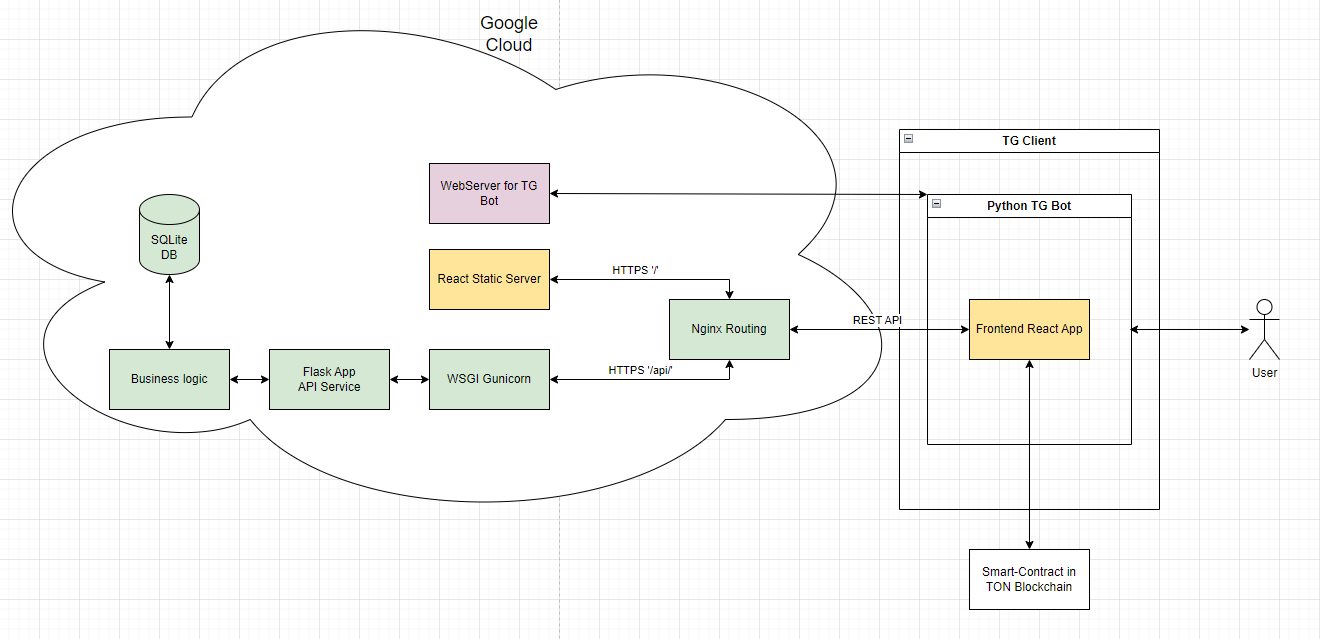 Google
Cloud
TG Client
WebServer for TG
Bot
Python TG Bot
SQLite
DB
React Static Server
HTTPS '/'
Nginx Routing
REST API
Frontend React App
User
Business logic
Flask App
API Service
WSGI Gunicorn
HTTPS '/api/'
Smart-Contract in
TON Blockchain